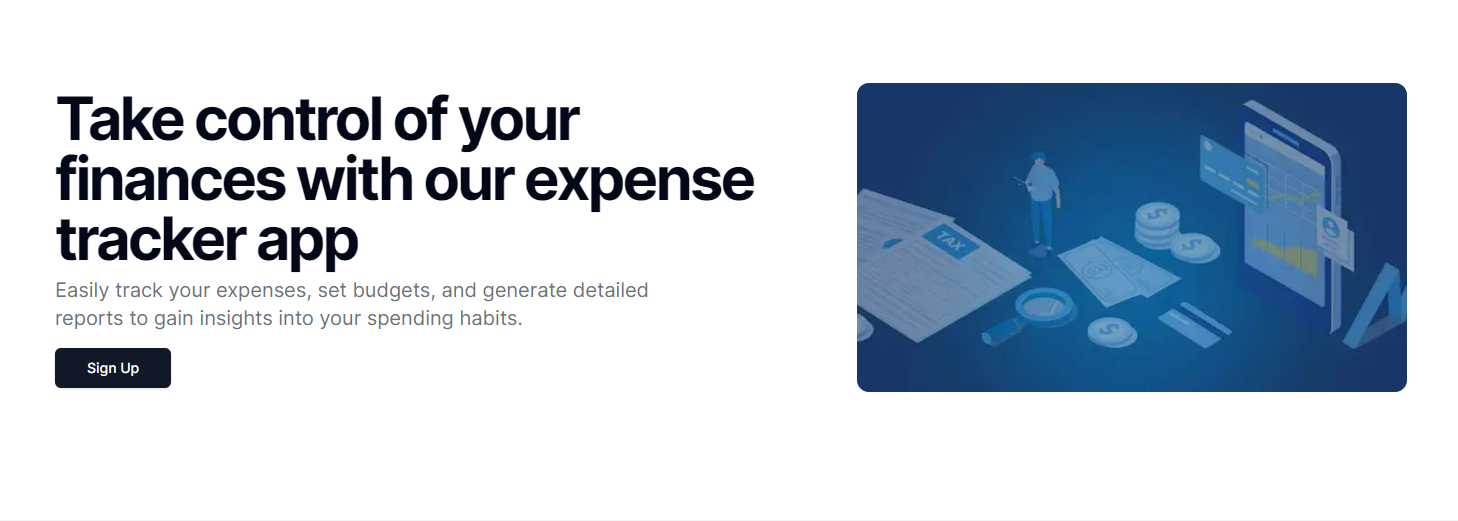 Take control of your
finances with our expense
tracker app
Easily track your expenses, set budgets, and generate detailed
reports to gain insights into your spending habits.
Sign Up
TAX